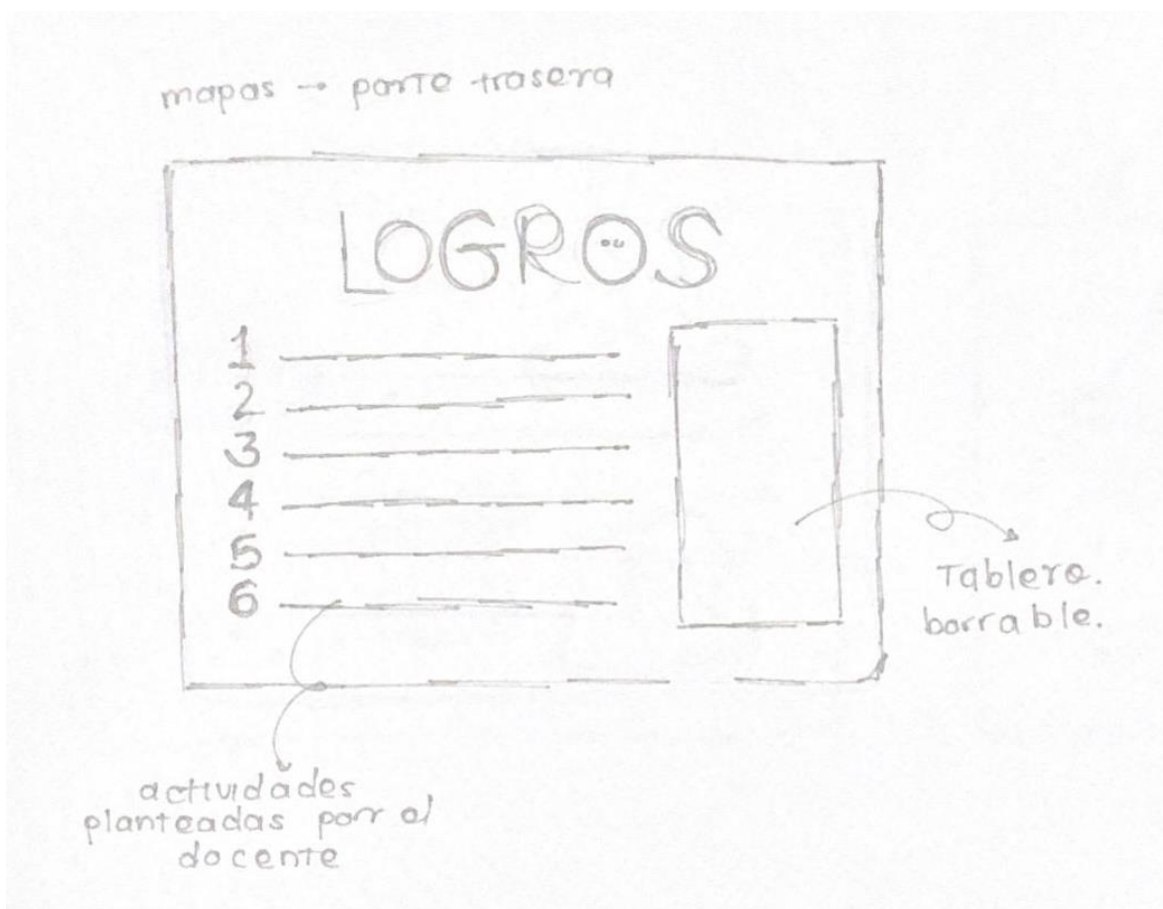 mapas → parte trasera
LOGROS
1
2
3
4
5
6
Tablero.
borrable.
actividades
planteadas por el
docente